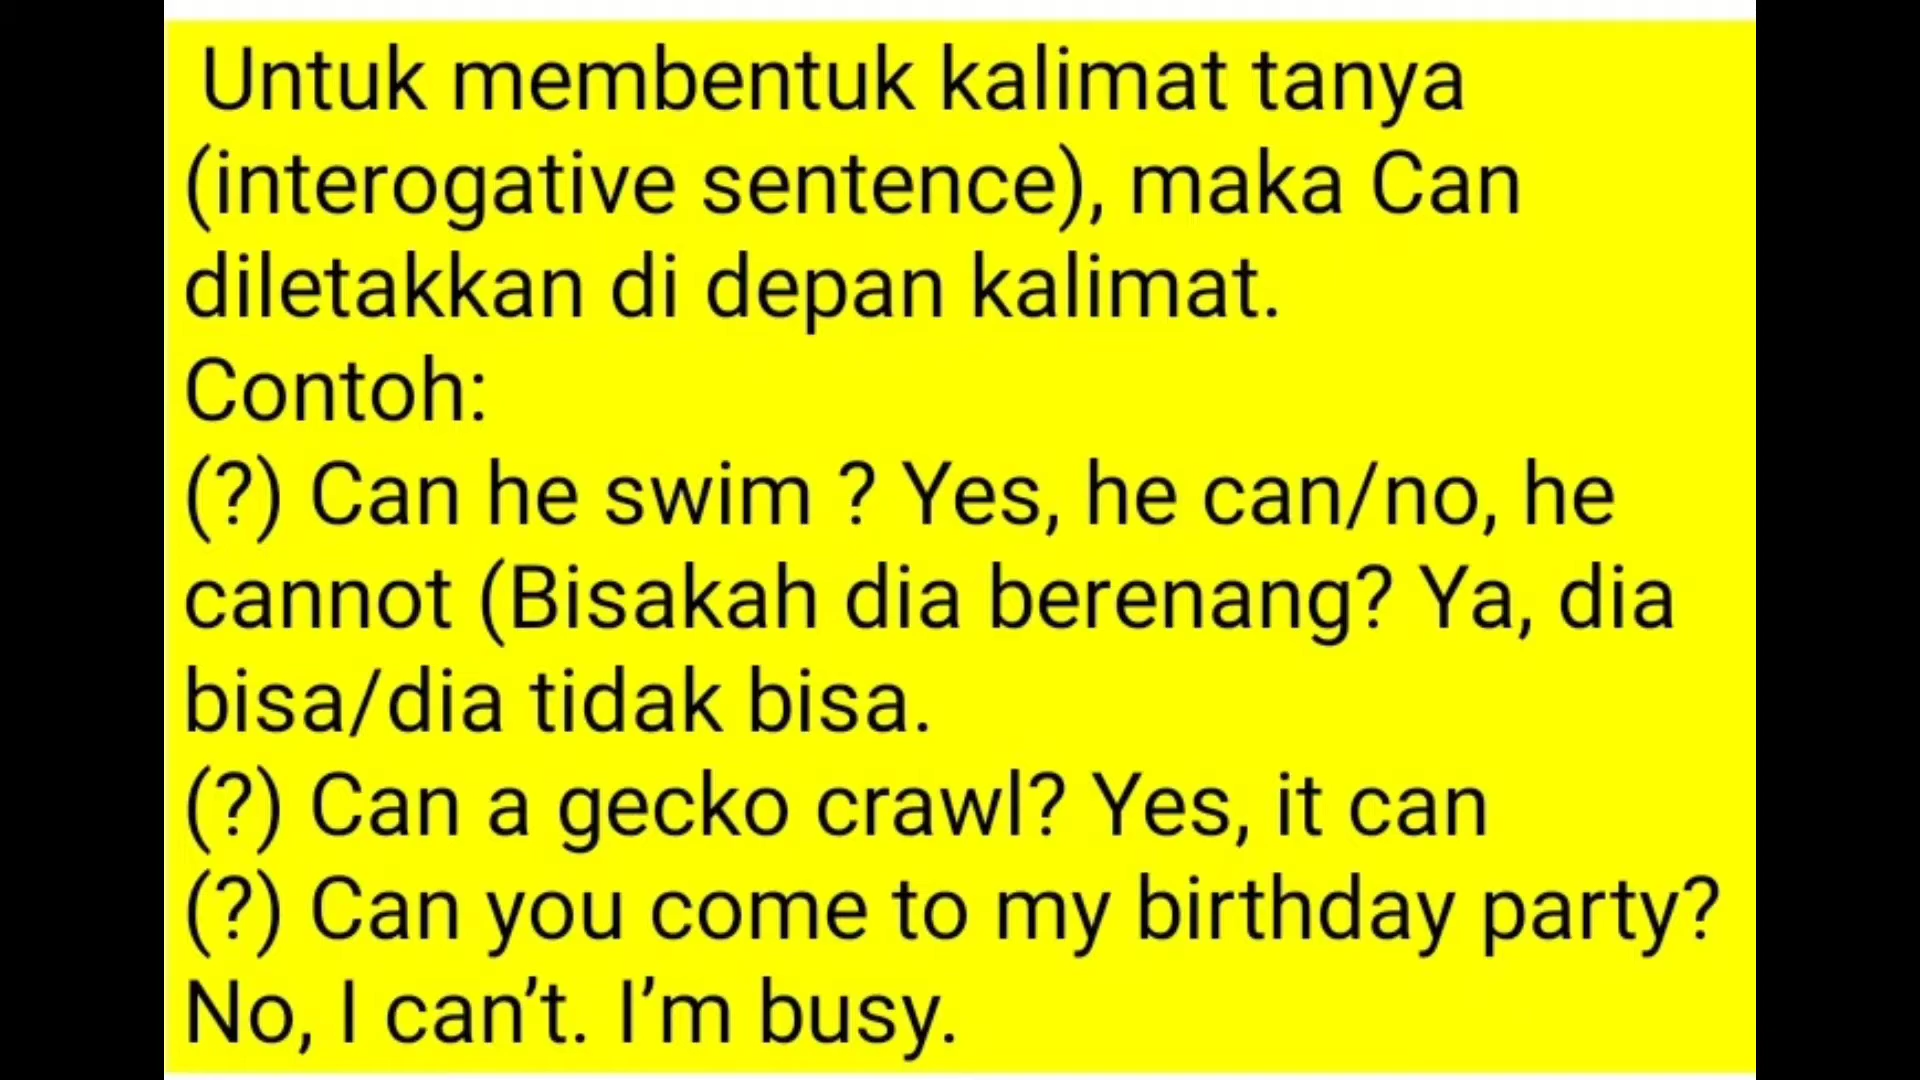 Untuk membentuk kalimat tanya
(interogative sentence), maka Can
diletakkan di depan kalimat.
Contoh:
(?) Can he swim ? Yes, he can/no, he
cannot (Bisakah dia berenang? Ya, dia
bisa/dia tidak bisa.
(?) Can a gecko crawl? Yes, it can
(?) Can you come to my birthday party?
No, I can’t. I’m busy.